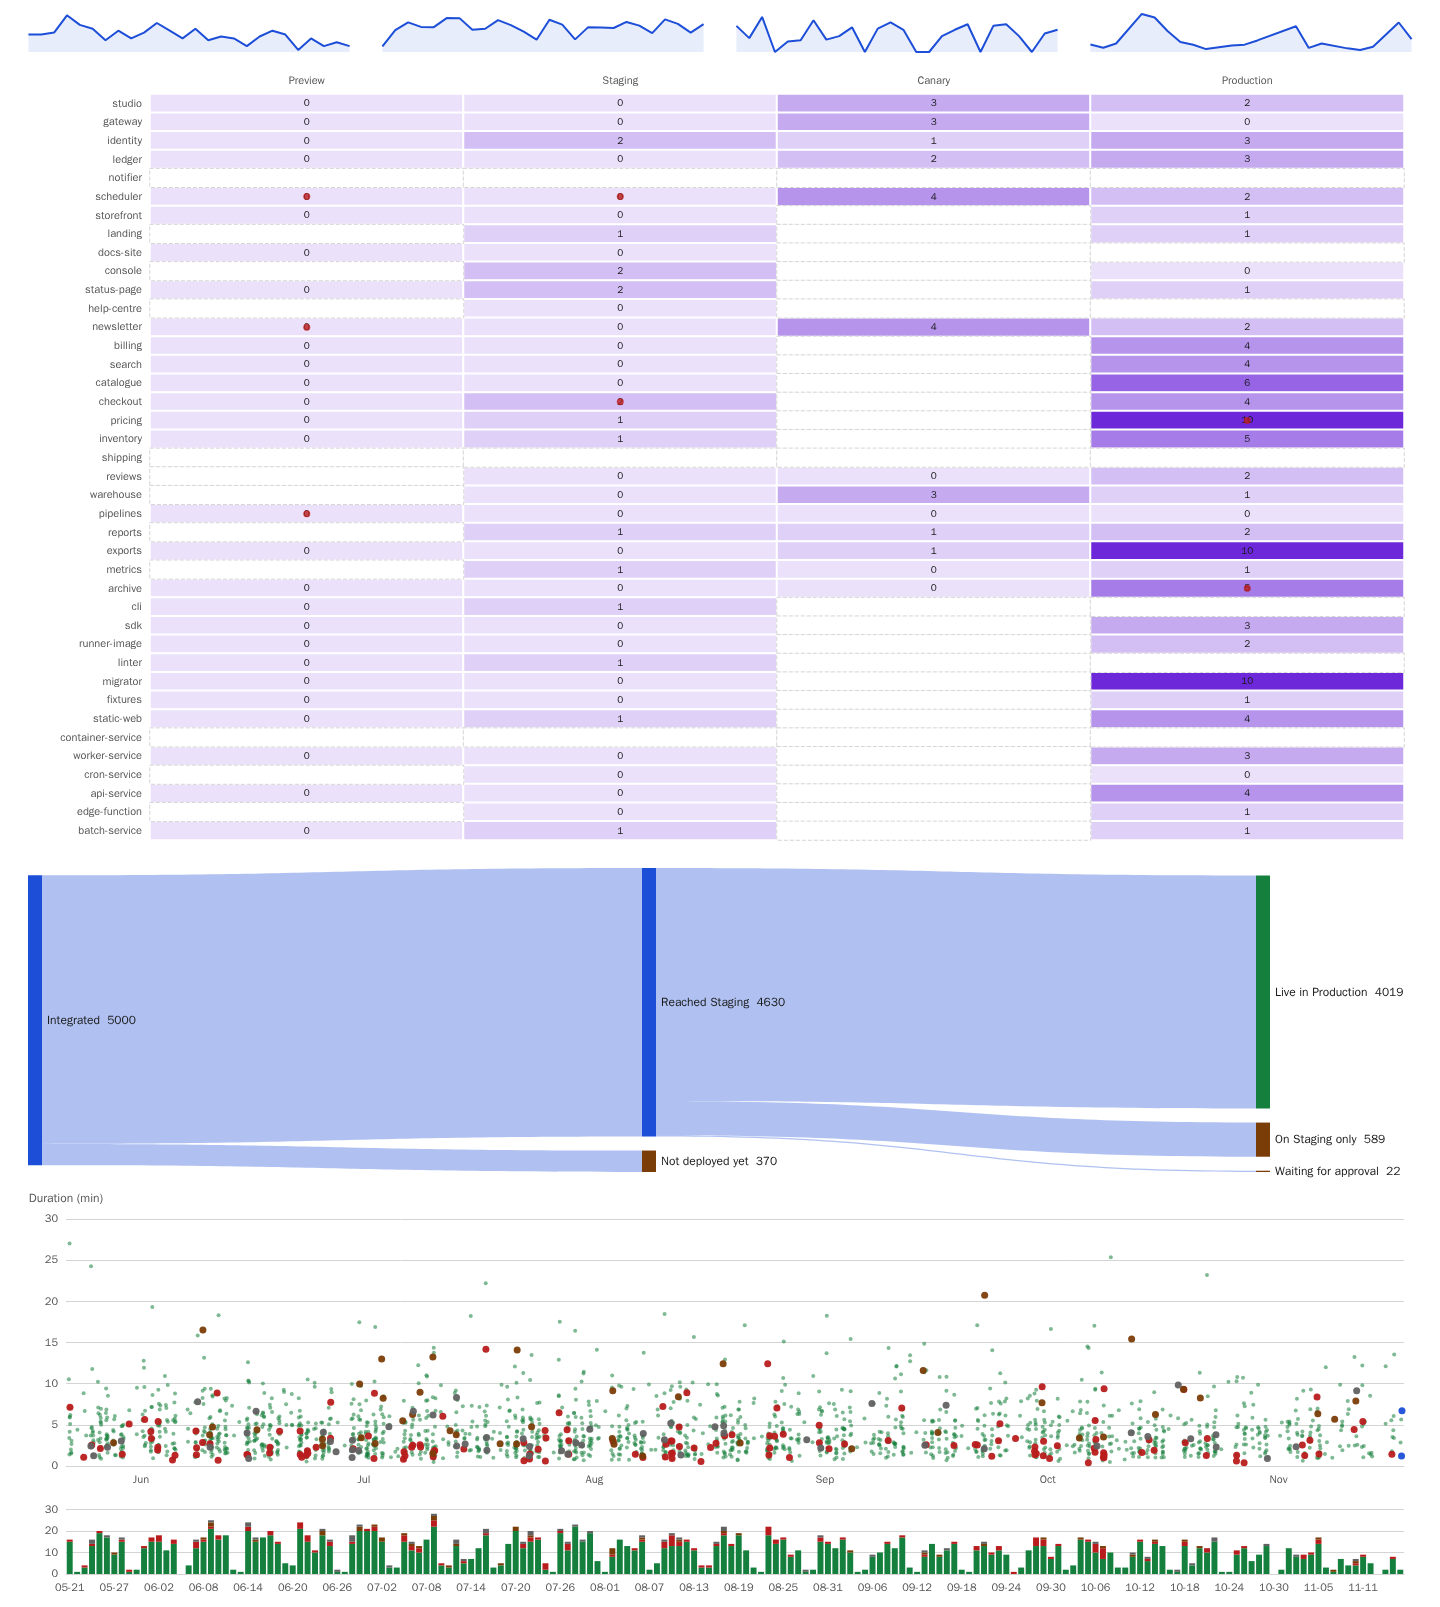 Preview Staging Canary Production
studio 0 0 3 2
gateway 0 0 3 0
identity 0 2 1 3
ledger 0 0 2 3
notifier
scheduler 4 2
storefront 0 0 1
landing 1 1
docs-site 0 0
console 2 0
status-page 0 2 1
help-centre 0
newsletter 0 4 2
billing 0 0 4
search 0 0 4
catalogue 0 0 6
checkout 0 4
pricing 0 1 10
inventory 0 1 5
shipping
reviews 0 0 2
warehouse 0 3 1
pipelines 0 0 0
reports 1 1 2
exports 0 0 1 10
metrics 1 0 1
archive 0 0 0
cli 0 1
sdk 0 0 3
runner-image 0 0 2
linter 0 1
migrator 0 0 10
fixtures 0 0 1
static-web 0 1 4
container-service
worker-service 0 0 3
cron-service 0 0
api-service 0 0 4
edge-function 0 1
batch-service 0 1 1
Integrated 5000
Reached Staging 4630
Not deployed yet 370
Live in Production 4019
On Staging only 589
Waiting for approval 22
Duration (min)
30
25
20
15
10
5
0
Jun Jul Aug Sep Oct Nov
30
20
10
0
05-21 05-27 06-02 06-08 06-14 06-20 06-26 07-02 07-08 07-14 07-20 07-26 08-01 08-07 08-13 08-19 08-25 08-31 09-06 09-12 09-18 09-24 09-30 10-06 10-12 10-18 10-24 10-30 11-05 11-11